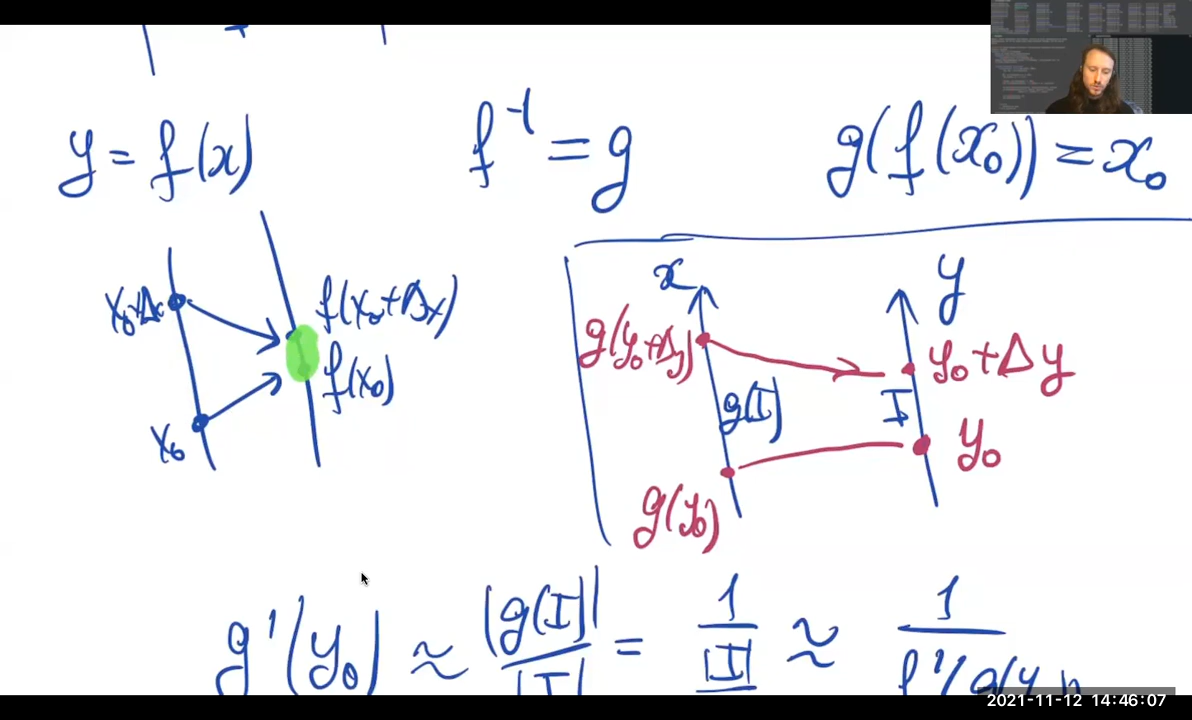 y = f(x)
f⁻¹ = g
g(f(x₀)) = x₀
x₀+Δx
f(x₀+Δx)
f(x₀)
x₀
x
y
g(y₀+Δy)
y₀+Δy
g(I)
I
y₀
g(y₀)
g'(y₀) ≈ |g(I)| / |I| = 1 / |I| ≈ 1 / f'(g(y
2021-11-12 14:46:07